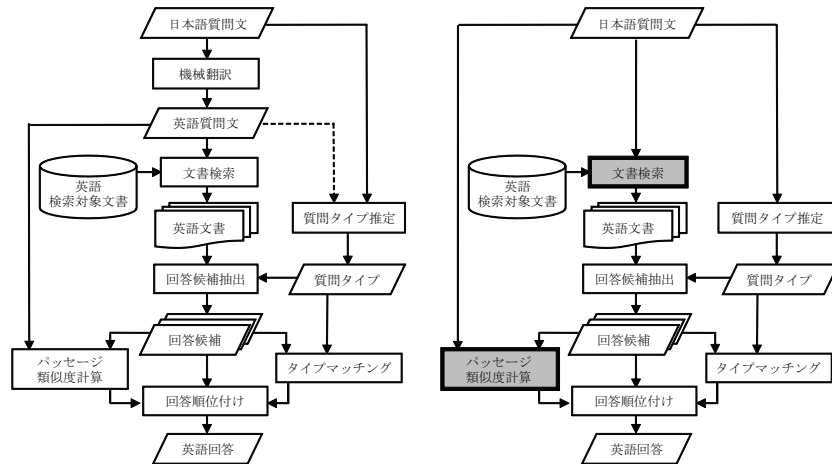 日本語質問文
機械翻訳
英語質問文
文書検索
英語
検索対象文書
英語文書
質問タイプ推定
回答候補抽出
質問タイプ
回答候補
パッセージ
類似度計算
タイプマッチング
回答順位付け
英語回答
日本語質問文
文書検索
英語
検索対象文書
英語文書
質問タイプ推定
回答候補抽出
質問タイプ
回答候補
パッセージ
類似度計算
タイプマッチング
回答順位付け
英語回答